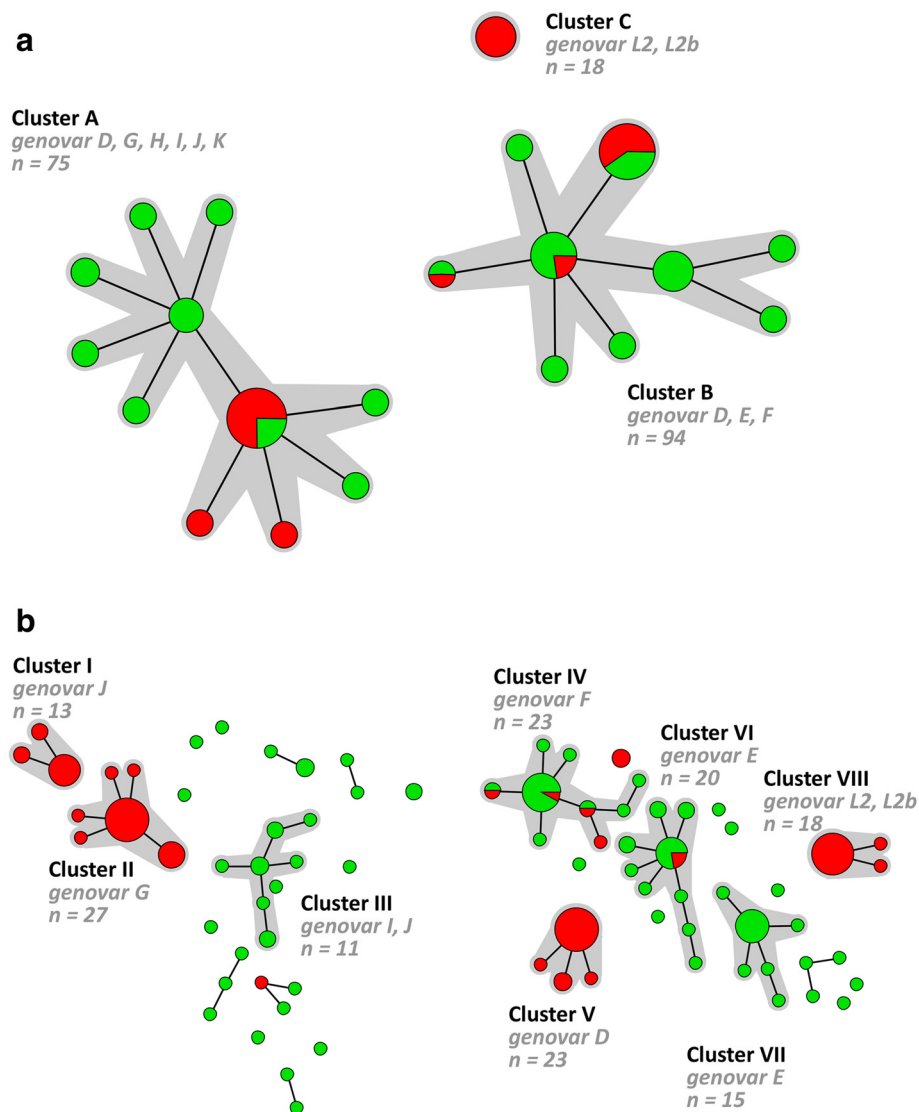 a
Cluster C
genovar L2, L2b
n = 18
Cluster A
genovar D, G, H, I, J, K
n = 75
Cluster B
genovar D, E, F
n = 94
b
Cluster I
genovar J
n = 13
Cluster IV
genovar F
n = 23
Cluster VI
genovar E
n = 20
Cluster VIII
genovar L2, L2b
n = 18
Cluster II
genovar G
n = 27
Cluster III
genovar I, J
n = 11
Cluster V
genovar D
n = 23
Cluster VII
genovar E
n = 15